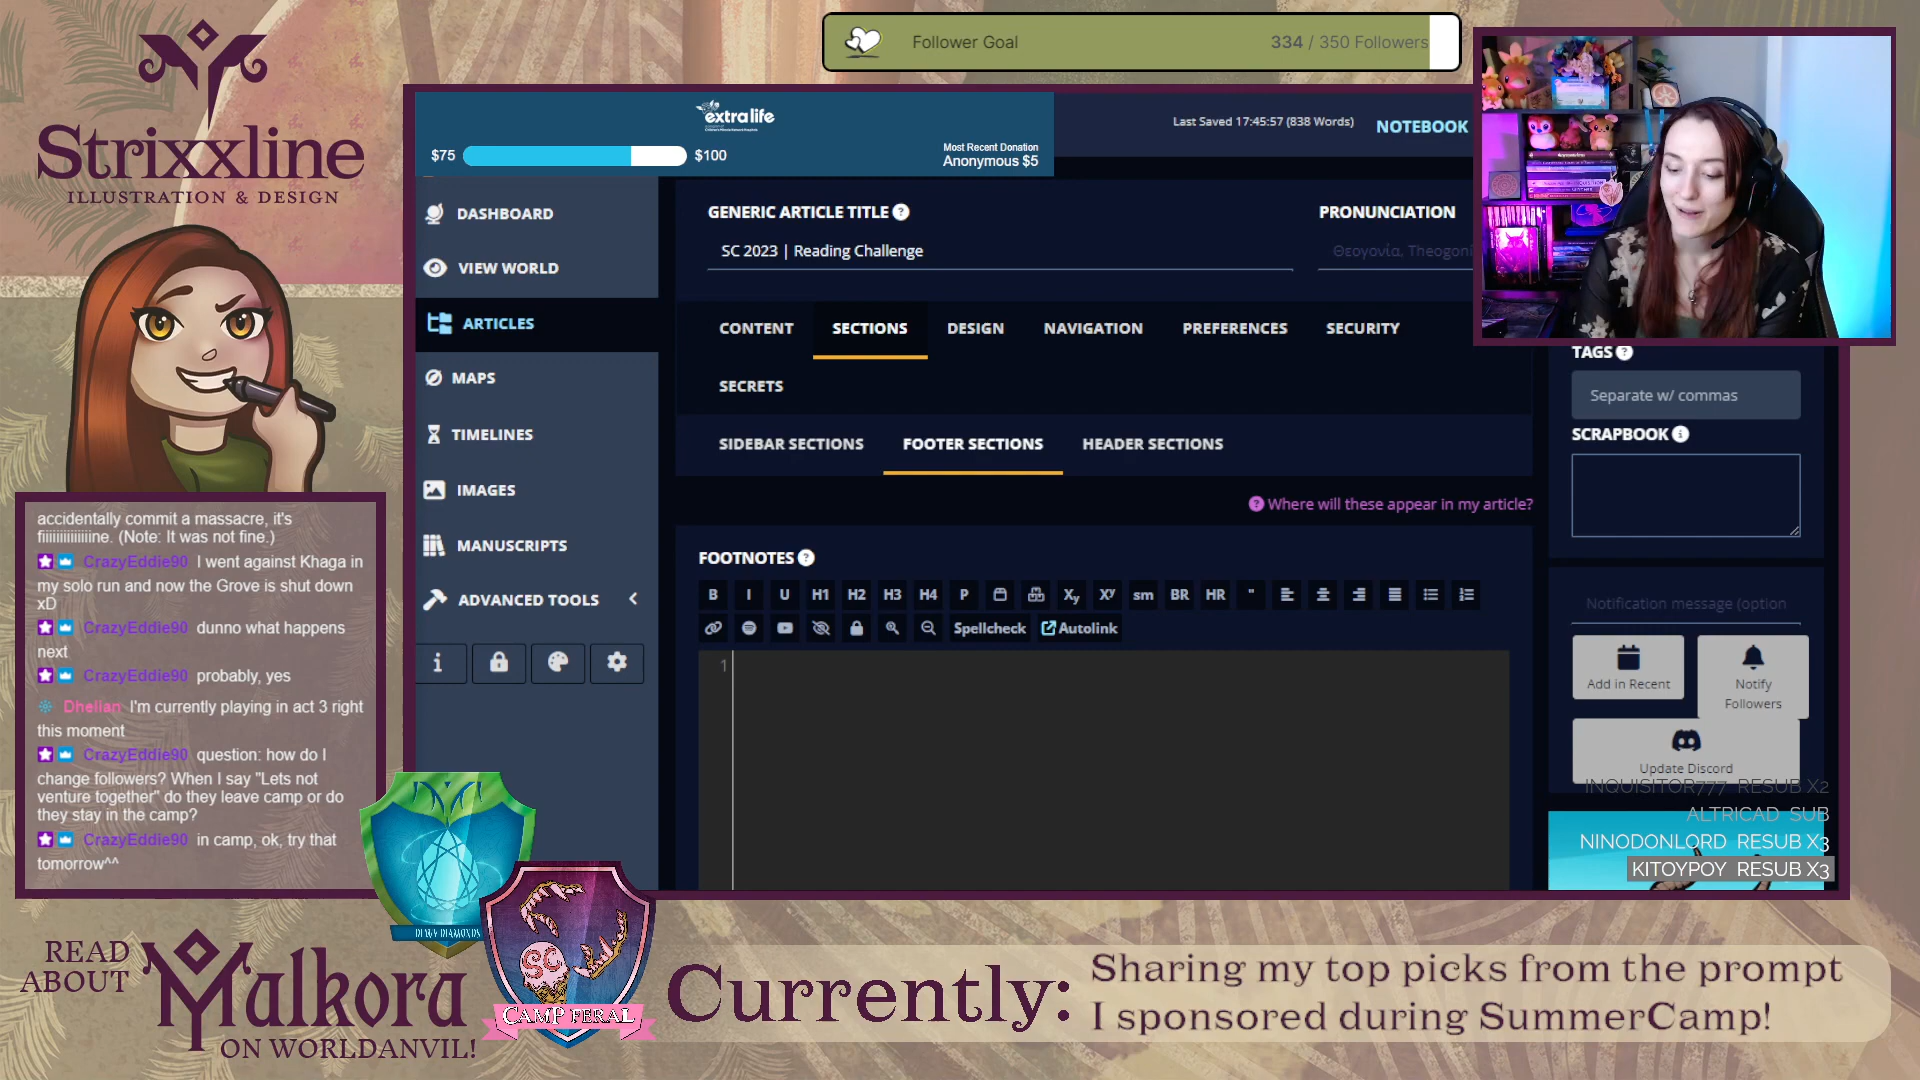 Strixxline
ILLUSTRATION & DESIGN
Follower Goal
334 / 350 Followers
extralife
$75
$100
Most Recent Donation
Anonymous $5
Last Saved 17:45:57 (838 Words)
NOTEBOOK
DASHBOARD
VIEW WORLD
ARTICLES
MAPS
TIMELINES
IMAGES
MANUSCRIPTS
ADVANCED TOOLS
GENERIC ARTICLE TITLE
SC 2023 | Reading Challenge
PRONUNCIATION
Θεογονία, Theogoni
CONTENT
SECTIONS
DESIGN
NAVIGATION
PREFERENCES
SECURITY
SECRETS
SIDEBAR SECTIONS
FOOTER SECTIONS
HEADER SECTIONS
Where will these appear in my article?
FOOTNOTES
B I U H1 H2 H3 H4 P Xy Xy sm BR HR "
Spellcheck Autolink
1
TAGS
Separate w/ commas
SCRAPBOOK
Notification message (option
Add in Recent
Notify
Followers
Update Discord
INQUISITOR777 RESUB X2
ALTRICAD SUB
NINODONLORD RESUB X3
KITOYPOY RESUB X3
accidentally commit a massacre, it's
fiiiiiiiiiiiiiine. (Note: It was not fine.)
CrazyEddie90 I went against Khaga in
my solo run and now the Grove is shut down
xD
CrazyEddie90 dunno what happens
next
CrazyEddie90 probably, yes
Dhelian I'm currently playing in act 3 right
this moment
CrazyEddie90 question: how do I
change followers? When I say "Lets not
venture together" do they leave camp or do
they stay in the camp?
CrazyEddie90 in camp, ok, try that
tomorrow^^
DEWY DIAMONDS
SC
CAMP FERAL
READ
ABOUT
Malkora
ON WORLDANVIL!
Currently:
Sharing my top picks from the prompt
I sponsored during SummerCamp!